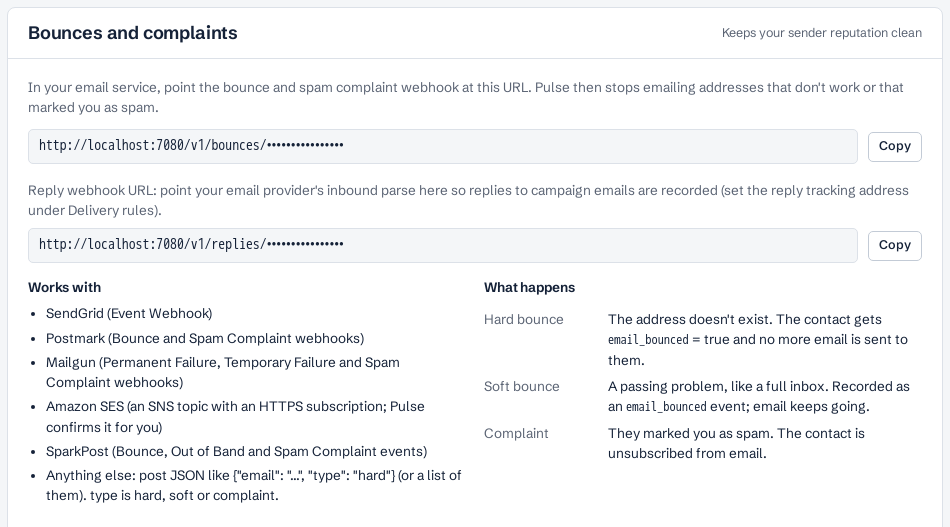 Bounces and complaints
Keeps your sender reputation clean
In your email service, point the bounce and spam complaint webhook at this URL. Pulse then stops emailing addresses that don't work or that
marked you as spam.
http://localhost:7080/v1/bounces/••••••••••••••••
Copy
Reply webhook URL: point your email provider's inbound parse here so replies to campaign emails are recorded (set the reply tracking address
under Delivery rules).
http://localhost:7080/v1/replies/••••••••••••••••
Copy
Works with
• SendGrid (Event Webhook)
• Postmark (Bounce and Spam Complaint webhooks)
• Mailgun (Permanent Failure, Temporary Failure and Spam
Complaint webhooks)
• Amazon SES (an SNS topic with an HTTPS subscription; Pulse
confirms it for you)
• SparkPost (Bounce, Out of Band and Spam Complaint events)
• Anything else: post JSON like {"email": "...", "type": "hard"} (or a list of
them). type is hard, soft or complaint.
What happens
Hard bounce
The address doesn't exist. The contact gets
email_bounced = true and no more email is sent to
them.
Soft bounce
A passing problem, like a full inbox. Recorded as
an email_bounced event; email keeps going.
Complaint
They marked you as spam. The contact is
unsubscribed from email.